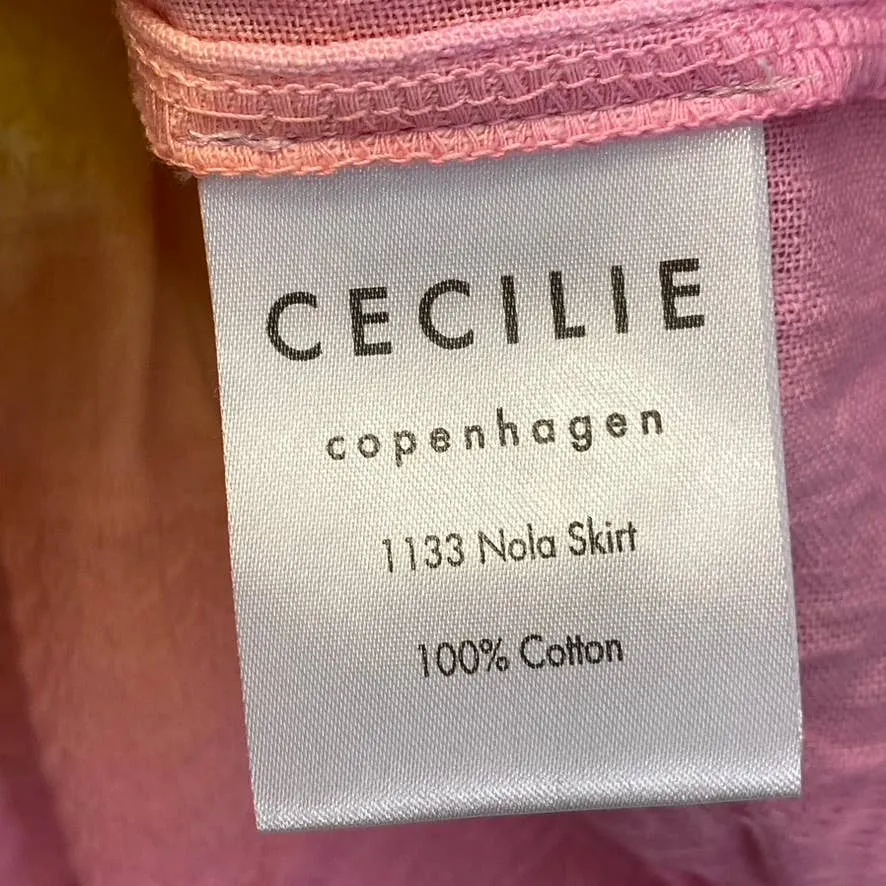 CECILIE
copenhagen
1133 Nola Skirt
100% Cotton